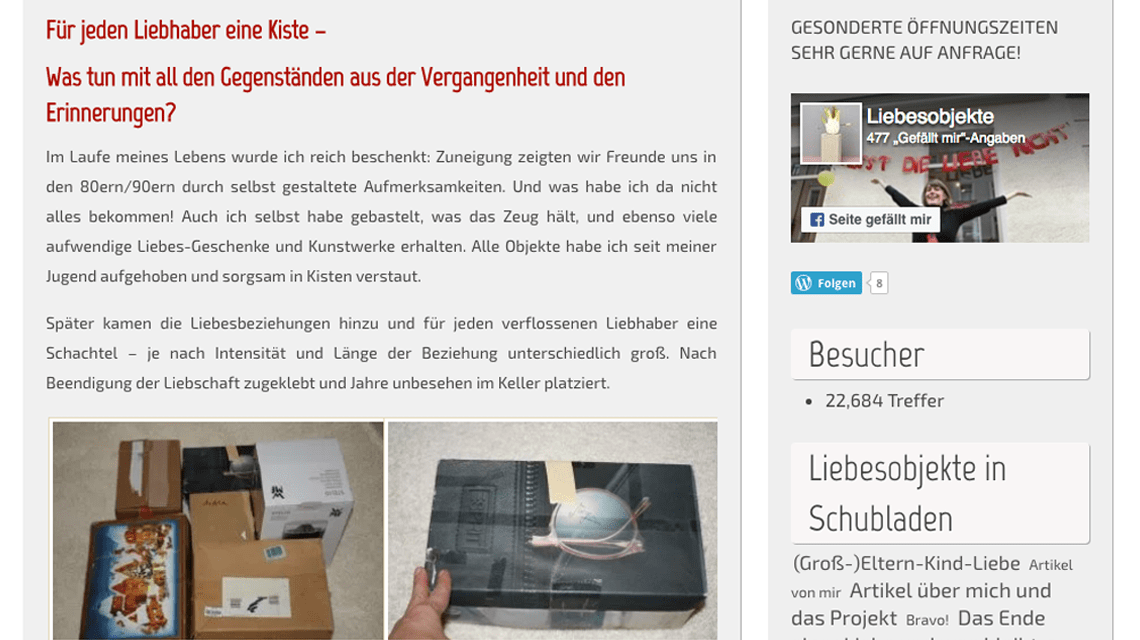 Für jeden Liebhaber eine Kiste –
Was tun mit all den Gegenständen aus der Vergangenheit und den
Erinnerungen?
Im Laufe meines Lebens wurde ich reich beschenkt: Zuneigung zeigten wir Freunde uns in
den 80ern/90ern durch selbst gestaltete Aufmerksamkeiten. Und was habe ich da nicht
alles bekommen! Auch ich selbst habe gebastelt, was das Zeug hält, und ebenso viele
aufwendige Liebes-Geschenke und Kunstwerke erhalten. Alle Objekte habe ich seit meiner
Jugend aufgehoben und sorgsam in Kisten verstaut.
Später kamen die Liebesbeziehungen hinzu und für jeden verflossenen Liebhaber eine
Schachtel – je nach Intensität und Länge der Beziehung unterschiedlich groß. Nach
Beendigung der Liebschaft zugeklebt und Jahre unbesehen im Keller platziert.
WMF
GESONDERTE ÖFFNUNGSZEITEN
SEHR GERNE AUF ANFRAGE!
Liebesobjekte
477 „Gefällt mir“-Angaben
IST DIE LIEBE NICHT
Seite gefällt mir
Folgen 8
Besucher
• 22,684 Treffer
Liebesobjekte in
Schubladen
(Groß-)Eltern-Kind-Liebe Artikel
von mir Artikel über mich und
das Projekt Bravo! Das Ende